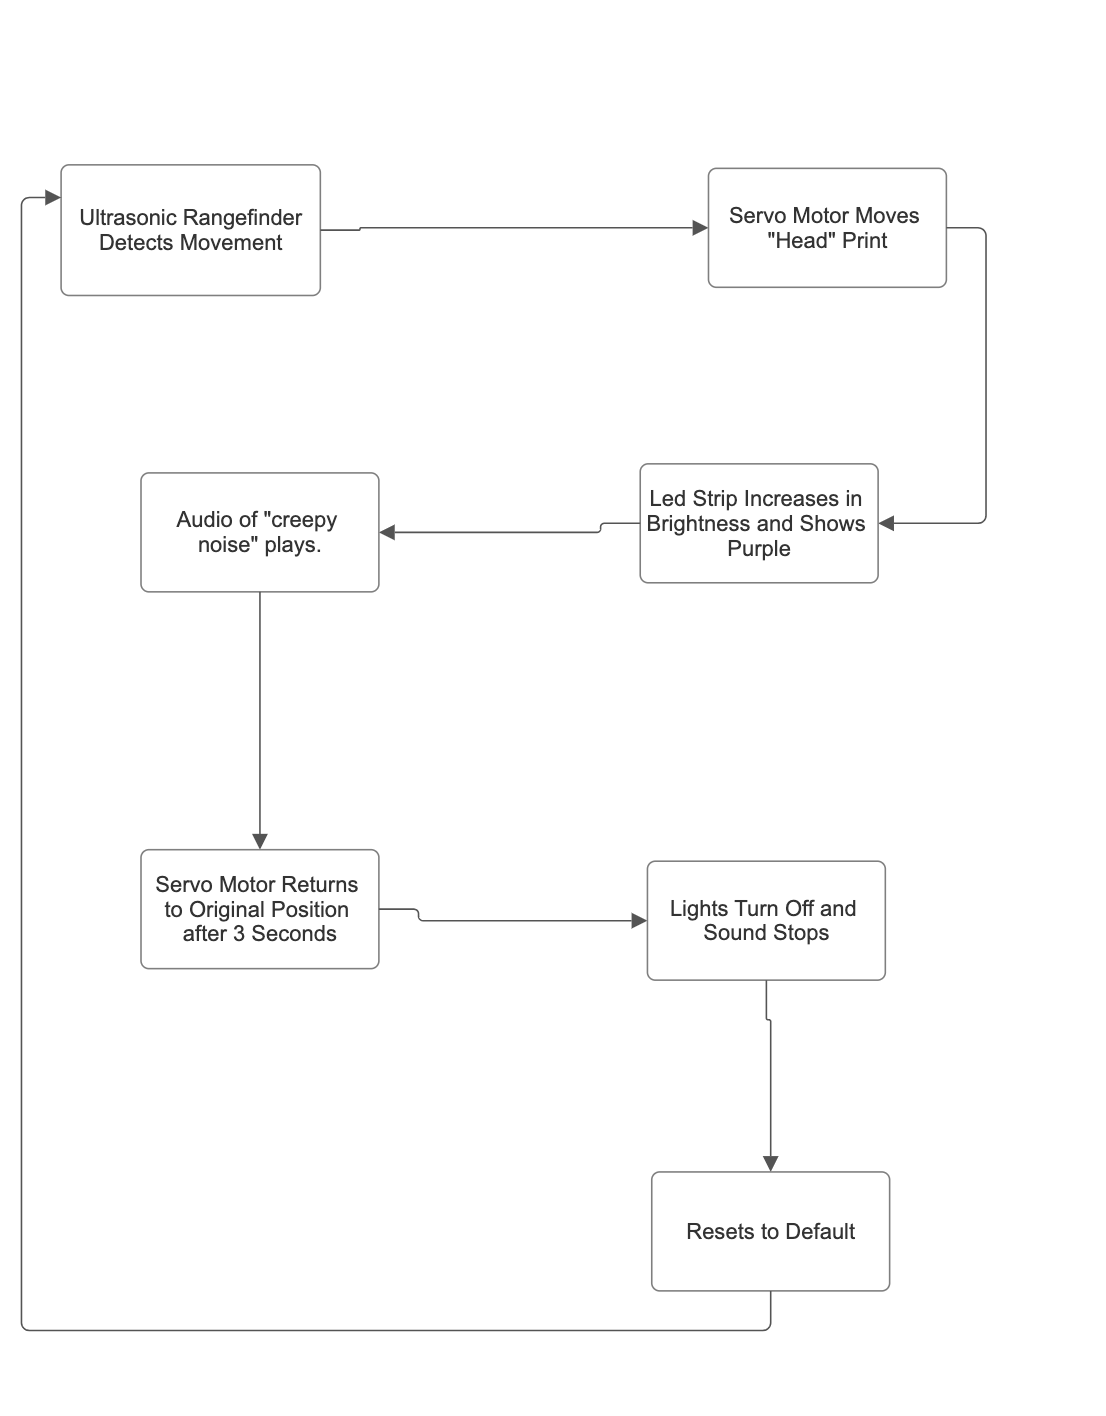 Ultrasonic Rangefinder
Detects Movement
Servo Motor Moves
"Head" Print
Led Strip Increases in
Brightness and Shows
Purple
Audio of "creepy
noise" plays.
Servo Motor Returns
to Original Position
after 3 Seconds
Lights Turn Off and
Sound Stops
Resets to Default